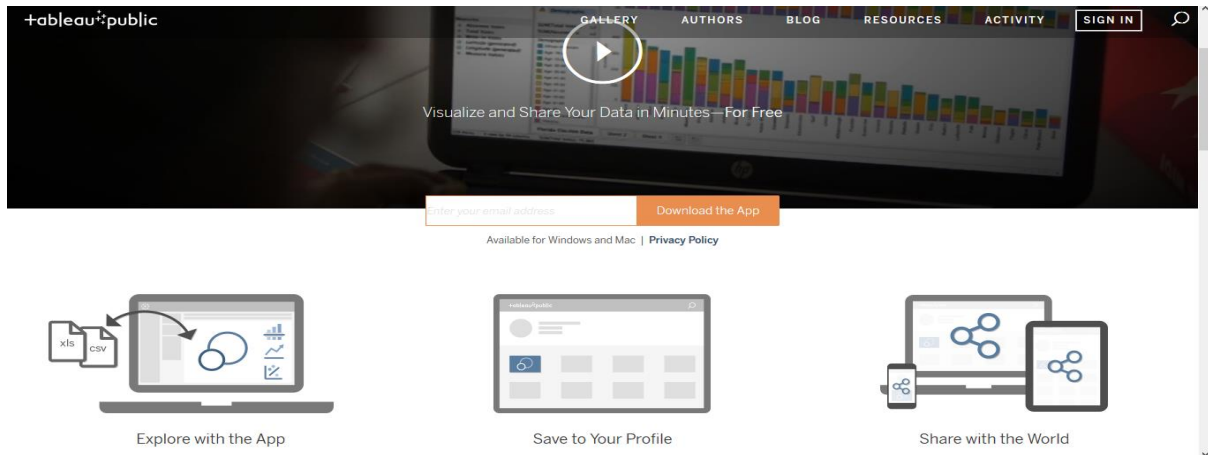 +ableau public
GALLERY AUTHORS BLOG RESOURCES ACTIVITY SIGN IN
Visualize and Share Your Data in Minutes—For Free
Enter your email address Download the App
Available for Windows and Mac | Privacy Policy
xls
csv
+ableau public
Explore with the App Save to Your Profile Share with the World